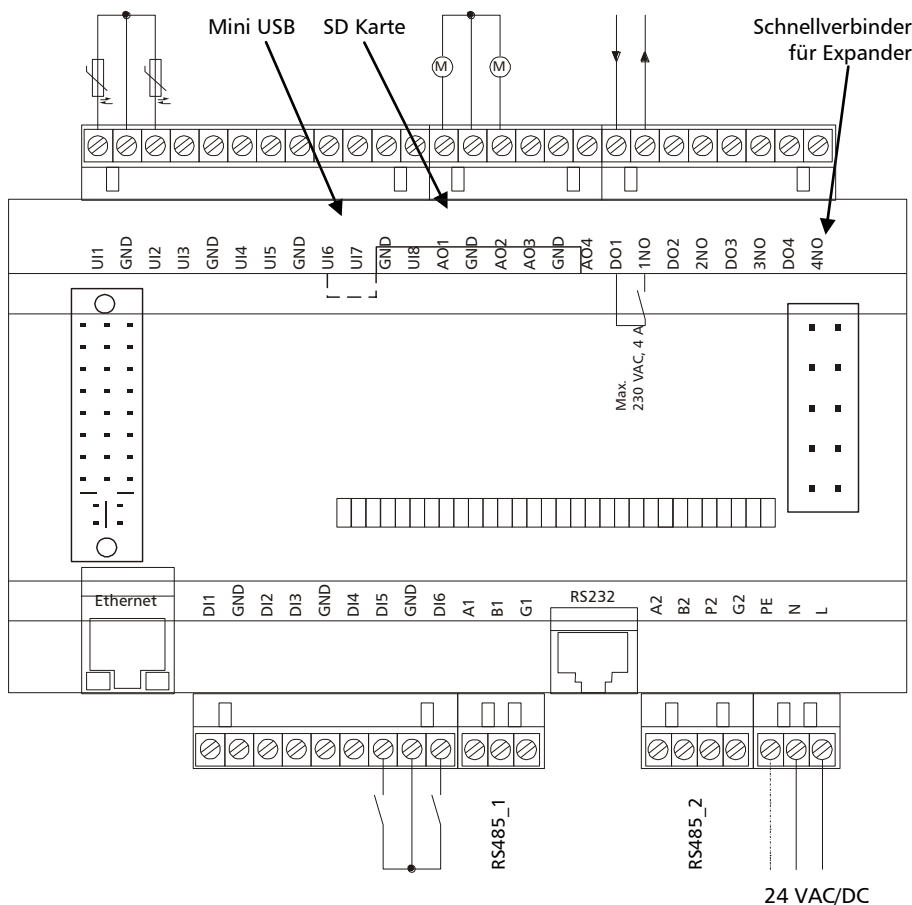 Mini USB
SD Karte
Schnellverbinder
für Expander
M
M
UI1
GND
UI2
UI3
GND
UI4
UI5
GND
UI6
UI7
GND
UI8
AO1
GND
AO2
AO3
GND
AO4
DO1
1NO
DO2
2NO
DO3
3NO
DO4
4NO
Max.
230 VAC, 4 A
Ethernet
DI1
GND
DI2
DI3
GND
DI4
DI5
GND
DI6
A1
B1
G1
RS232
A2
B2
P2
G2
PE
N
L
RS485_1
RS485_2
24 VAC/DC